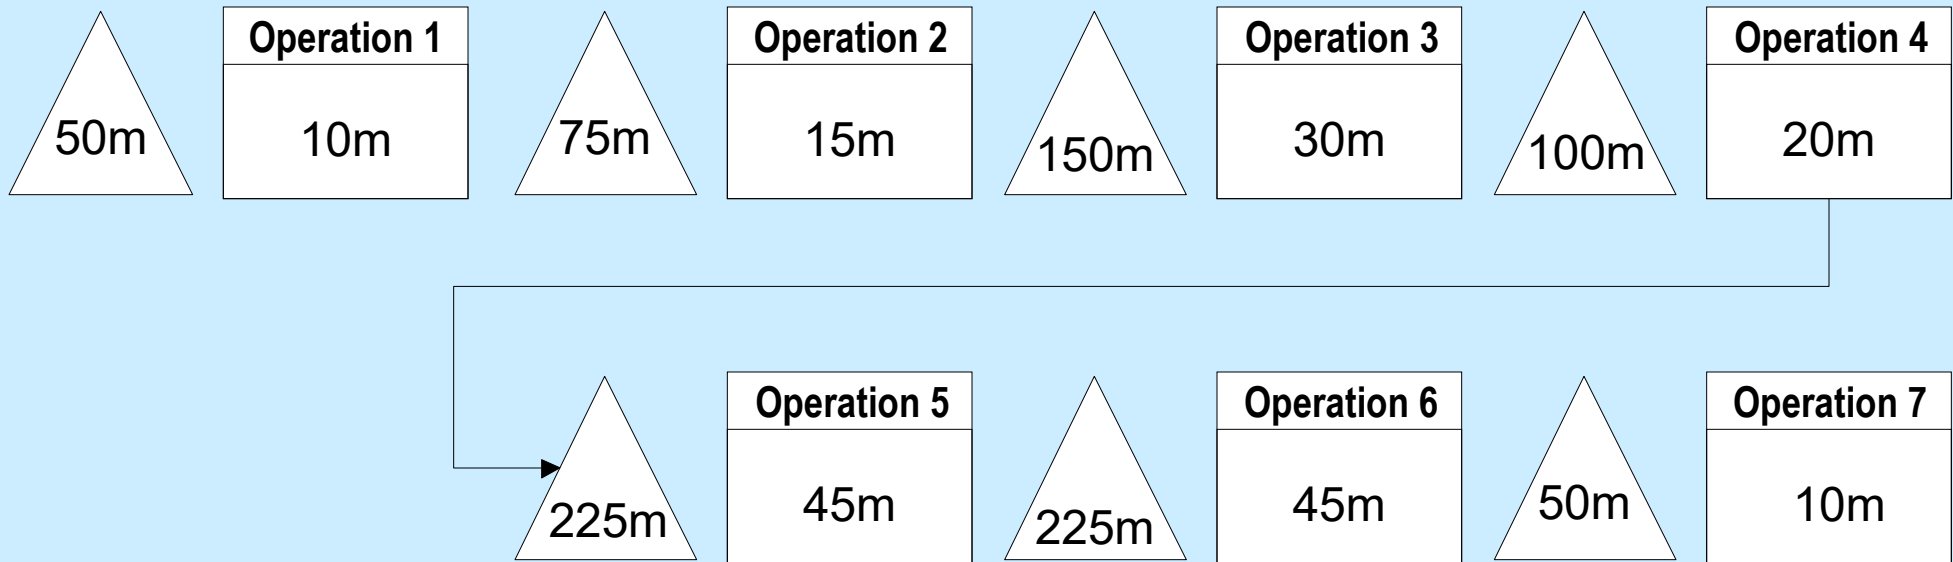 Operation 1
Operation 2
Operation 3
Operation 4
50m
10m
75m
15m
150m
30m
100m
20m
Operation 5
Operation 6
Operation 7
225m
45m
225m
45m
50m
10m